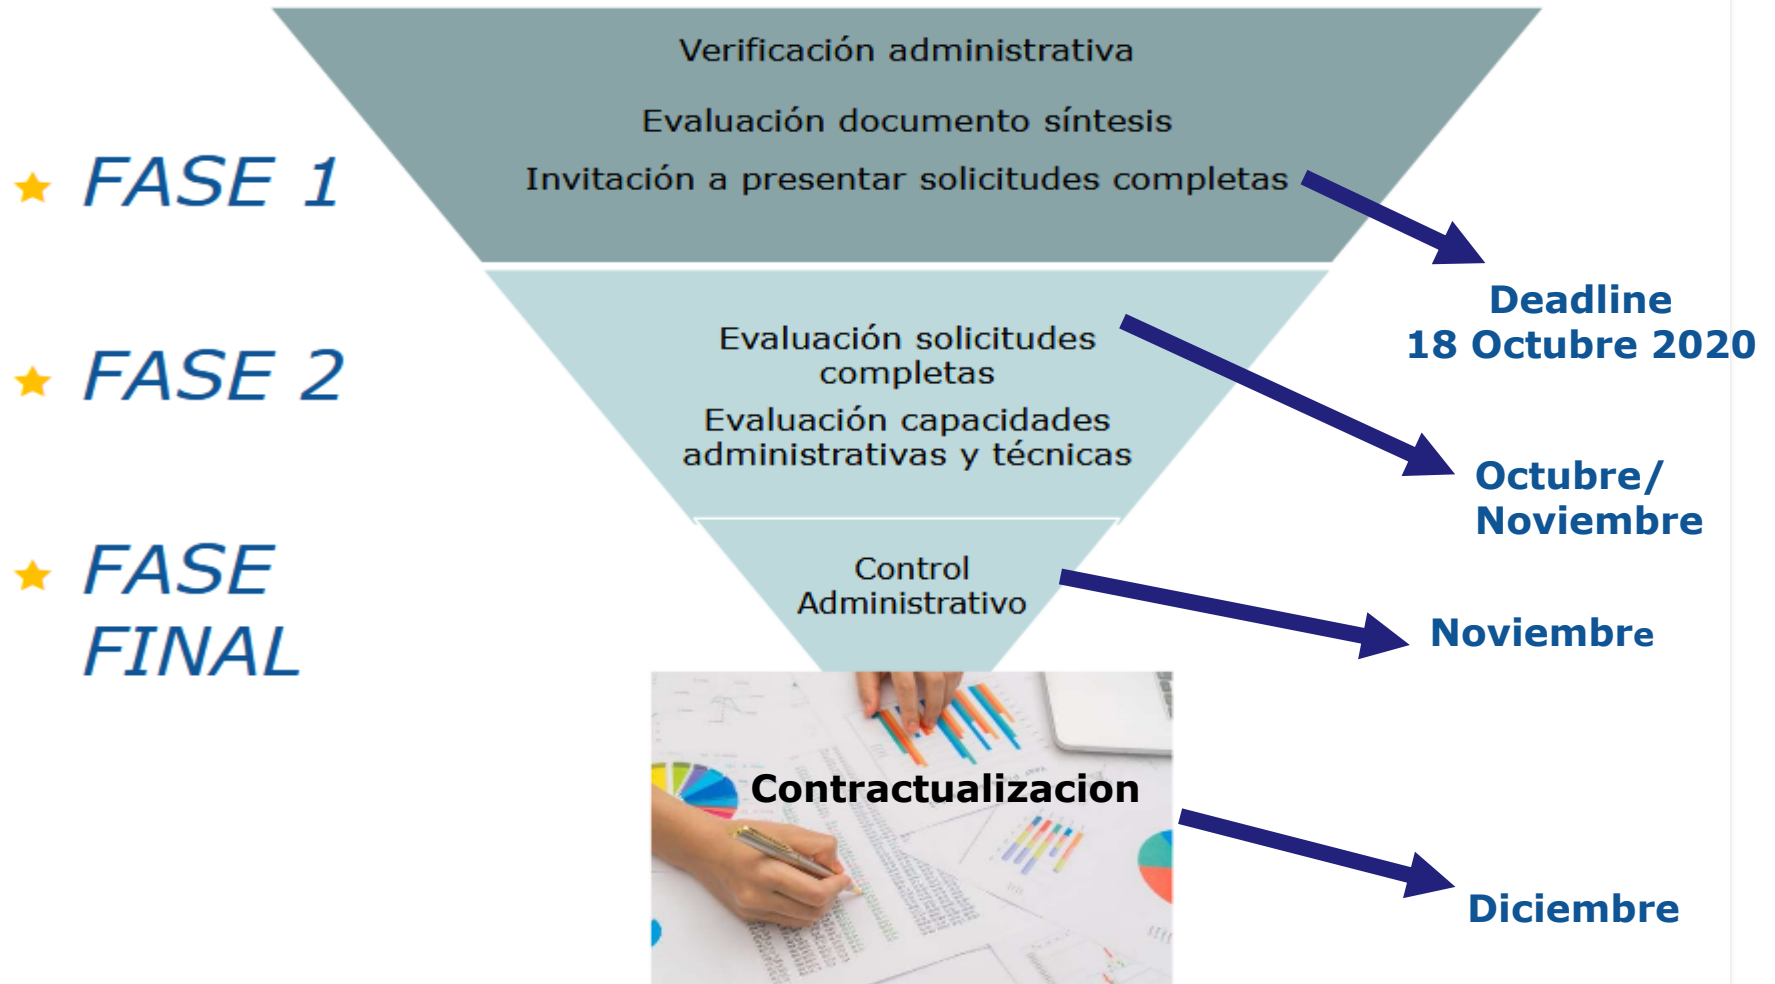 Verificación administrativa
Evaluación documento síntesis
Invitación a presentar solicitudes completas
FASE 1
Deadline
18 Octubre 2020
FASE 2
Evaluación solicitudes
completas
Evaluación capacidades
administrativas y técnicas
Octubre/
Noviembre
FASE
FINAL
Control
Administrativo
Noviembre
Contractualizacion
Diciembre